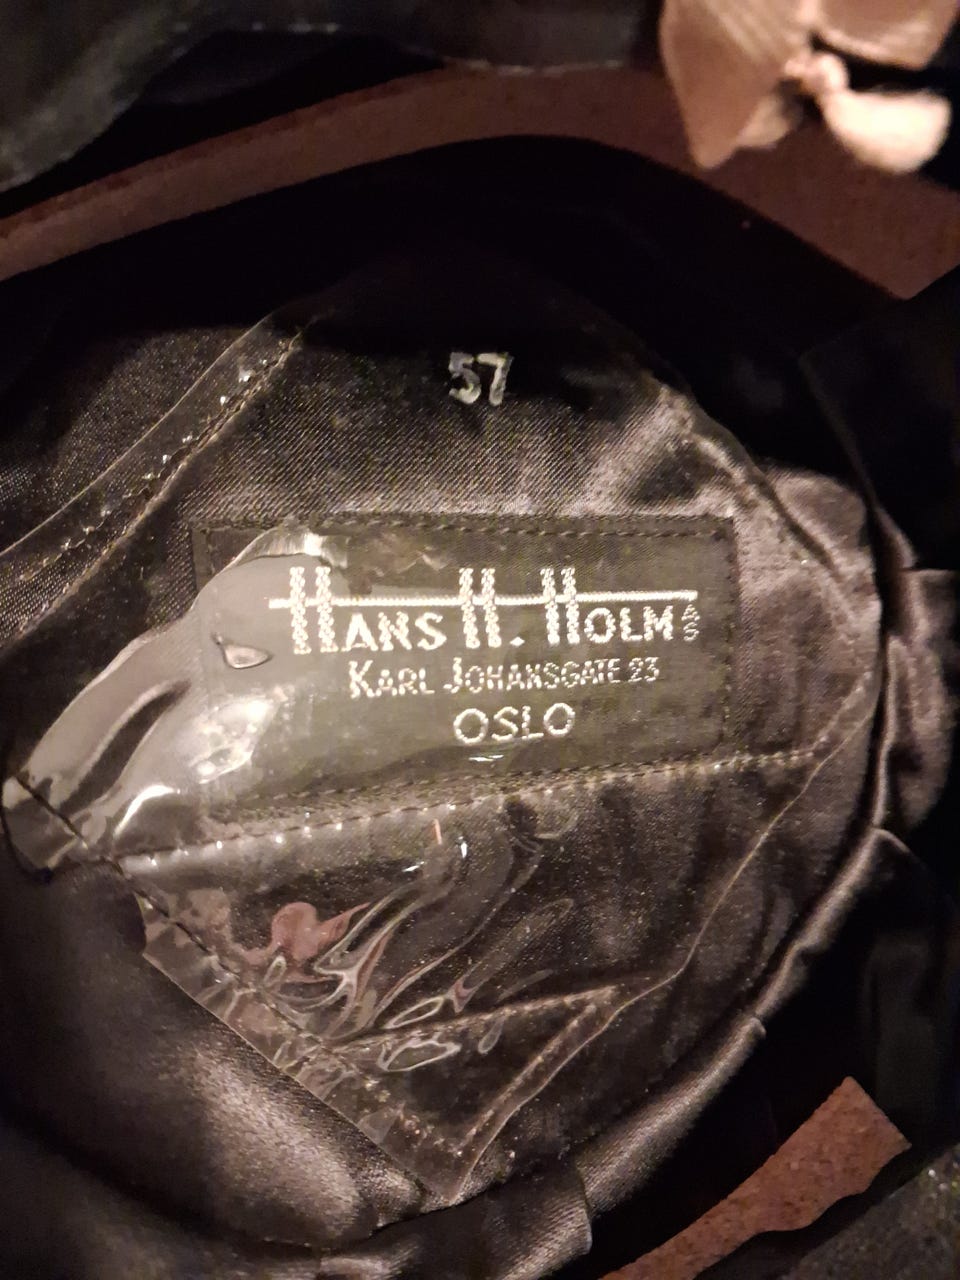 57
HANS H. HOLM A/S
KARL JOHANSGATE 23
OSLO